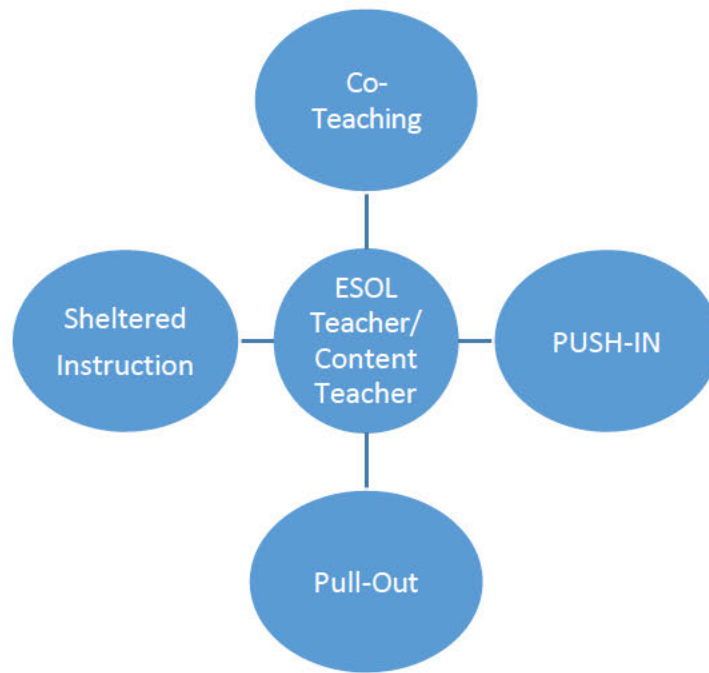 Co-
Teaching
Sheltered
Instruction
ESOL
Teacher/
Content
Teacher
PUSH-IN
Pull-Out